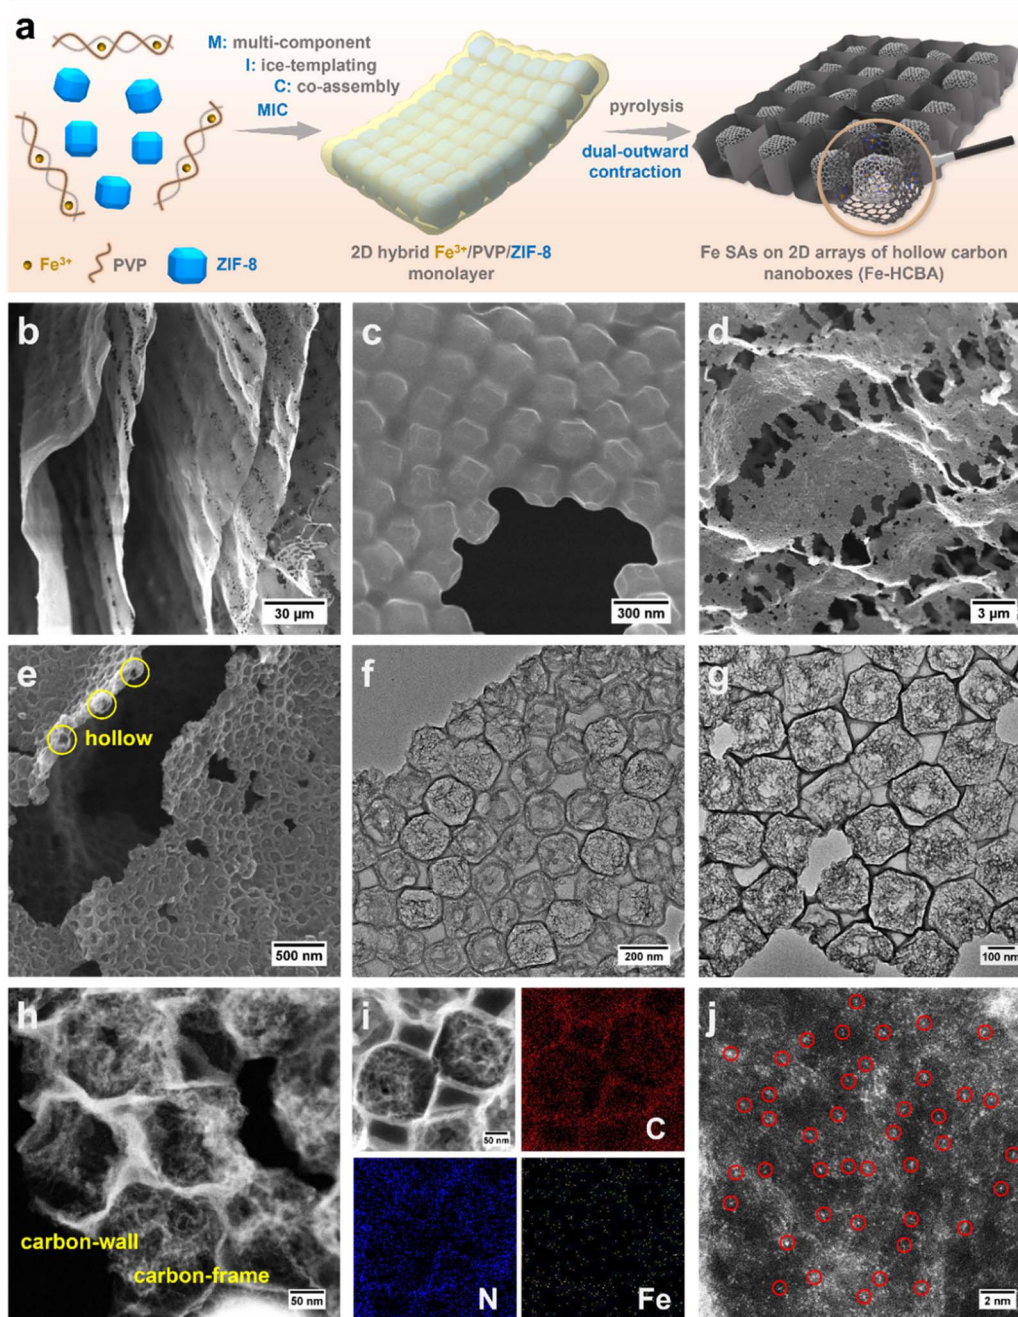 a
M: multi-component
I: ice-templating
C: co-assembly
MIC
pyrolysis
dual-outward
contraction
Fe³⁺
PVP
ZIF-8
2D hybrid Fe³⁺/PVP/ZIF-8
monolayer
Fe SAs on 2D arrays of hollow carbon
nanoboxes (Fe-HCBA)
b
30 µm
c
300 nm
d
3 µm
e
hollow
500 nm
f
200 nm
g
100 nm
h
carbon-wall
carbon-frame
50 nm
i
50 nm
C
N
Fe
j
2 nm